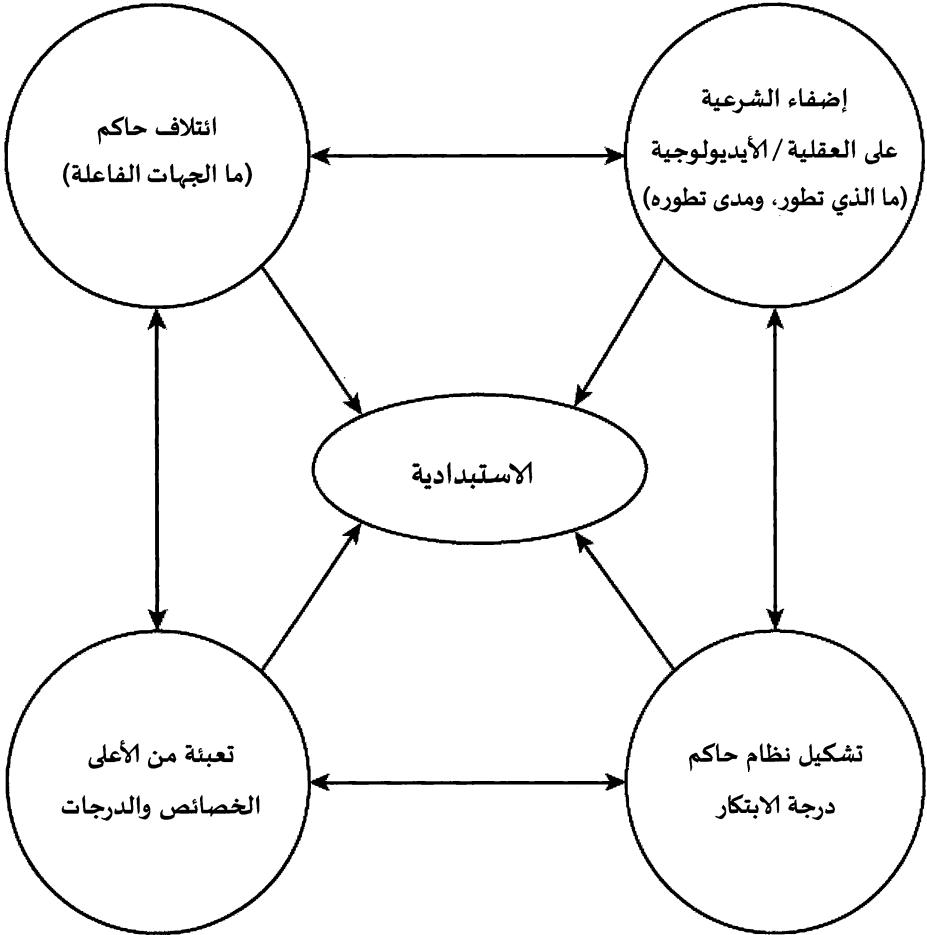 إضفاء الشرعية
على العقلية / الأيديولوجية
(ما الذي تطور، ومدى تطوره)
ائتلاف حاكم
(ما الجهات الفاعلة)
الاستبدادية
تشكيل نظام حاكم
درجة الابتكار
تعبئة من الأعلى
الخصائص والدرجات